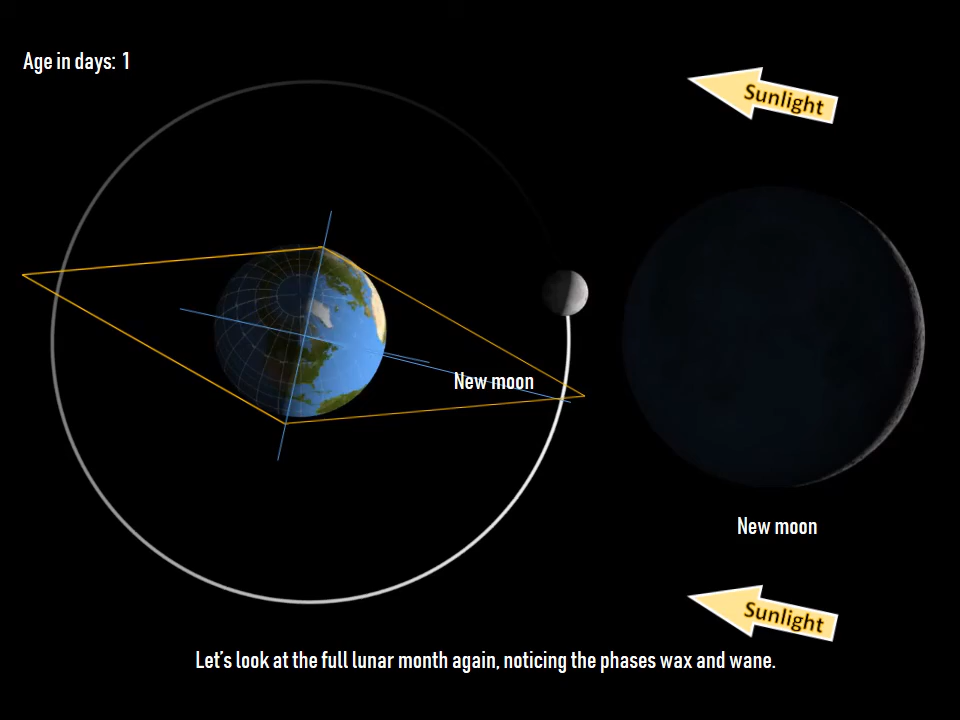 Age in days: 1
Sunlight
New moon
New moon
Sunlight
Let's look at the full lunar month again, noticing the phases wax and wane.